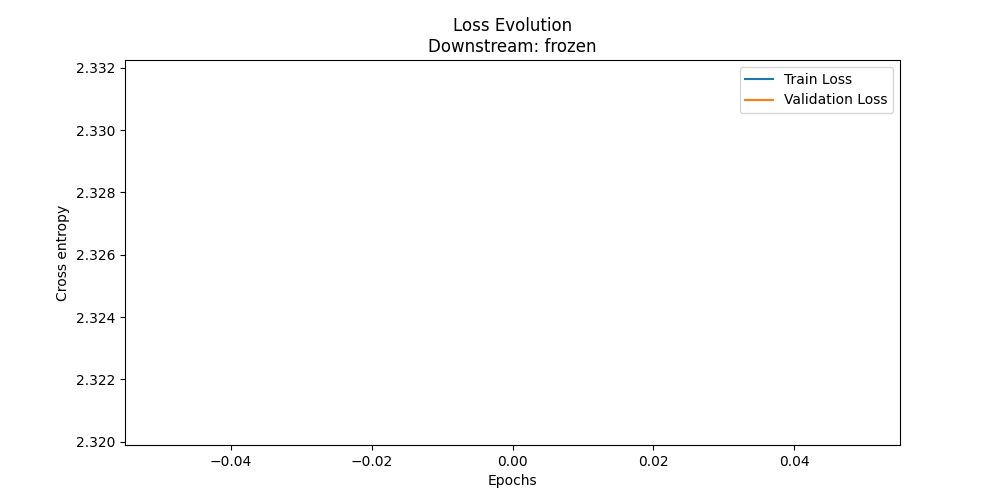 Loss Evolution
Downstream: frozen
Train Loss
Validation Loss
Cross entropy
2.332
2.330
2.328
2.326
2.324
2.322
2.320
−0.04 −0.02 0.00 0.02 0.04
Epochs